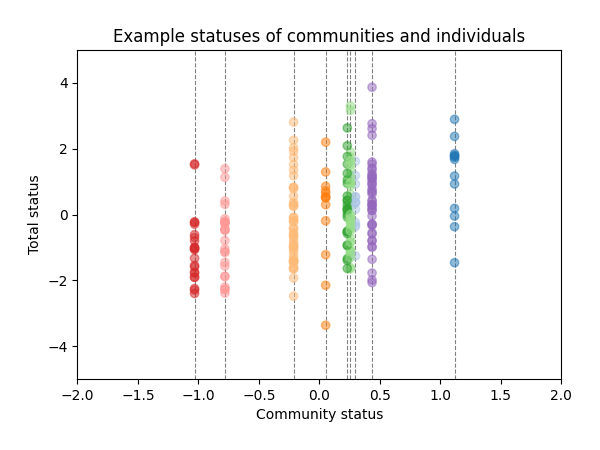 Example statuses of communities and individuals
4
2
0
−2
−4
Total status
−2.0 −1.5 −1.0 −0.5 0.0 0.5 1.0 1.5 2.0
Community status